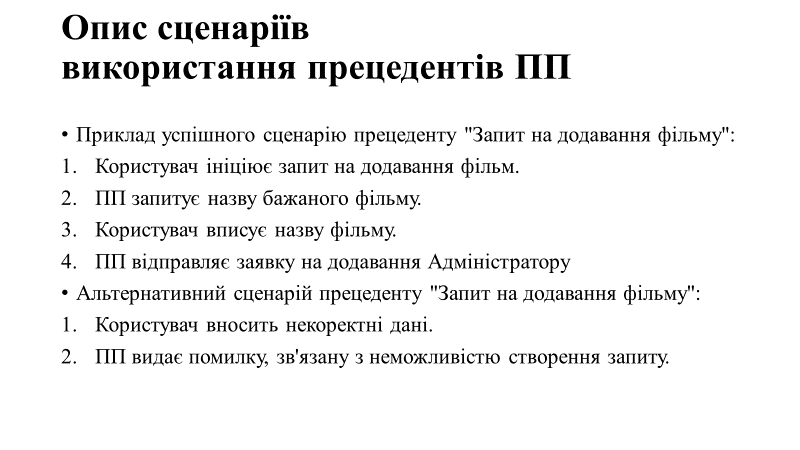 Опис сценаріїв
використання прецедентів ПП
• Приклад успішного сценарію прецеденту "Запит на додавання фільму":
1. Користувач ініціює запит на додавання фільм.
2. ПП запитує назву бажаного фільму.
3. Користувач вписує назву фільму.
4. ПП відправляє заявку на додавання Адміністратору
• Альтернативний сценарій прецеденту "Запит на додавання фільму":
1. Користувач вносить некоректні дані.
2. ПП видає помилку, зв'язану з неможливістю створення запиту.